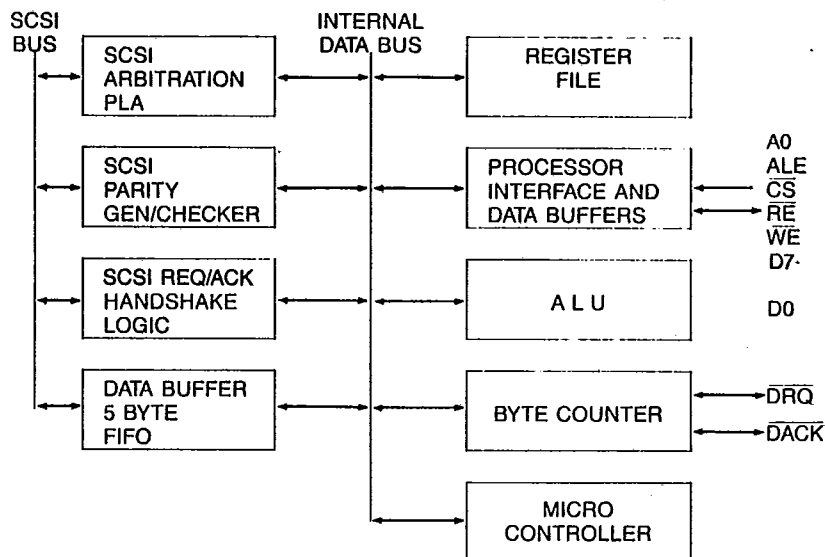 SCSI
BUS
INTERNAL
DATA BUS
SCSI
ARBITRATION
PLA
REGISTER
FILE
SCSI
PARITY
GEN/CHECKER
PROCESSOR
INTERFACE AND
DATA BUFFERS
A0
ALE
CS
RE
WE
D7
D0
SCSI REQ/ACK
HANDSHAKE
LOGIC
A L U
DATA BUFFER
5 BYTE
FIFO
BYTE COUNTER
DRQ
DACK
MICRO
CONTROLLER